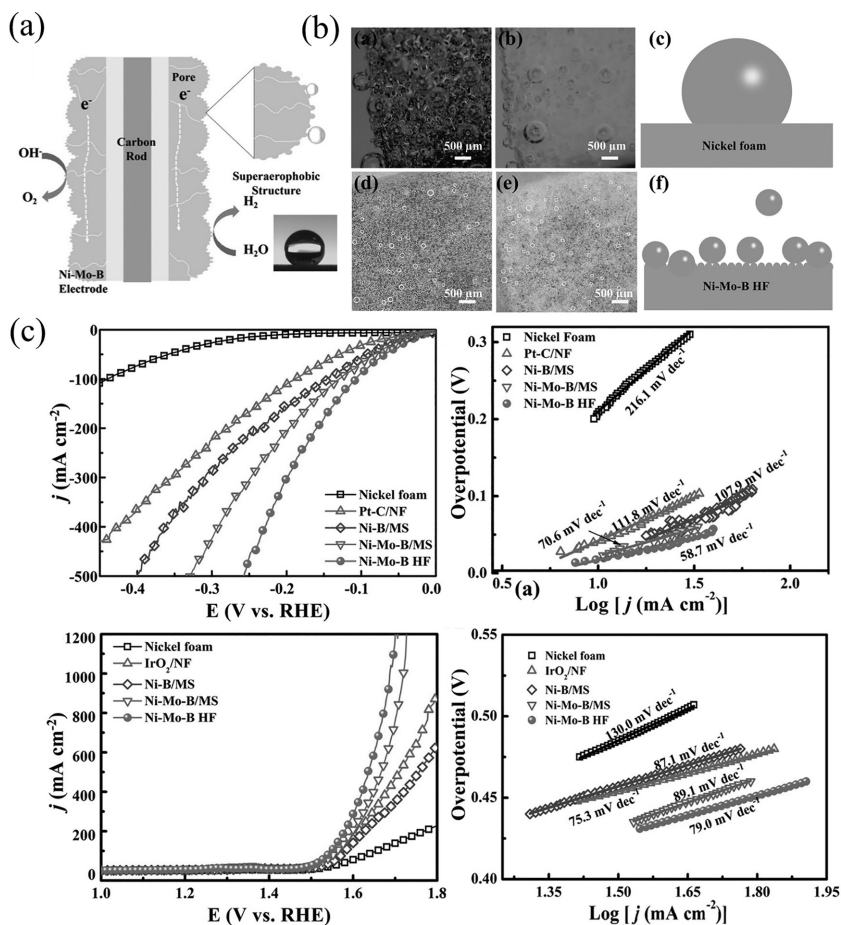 (a)
Pore
e-
e-
Carbon
Rod
OH-
O2
Superaerophobic
Structure
H2
H2O
Ni-Mo-B
Electrode
(b)
(a)
500 µm
(b)
500 µm
(c)
Nickel foam
(d)
500 µm
(e)
500 µm
(f)
Ni-Mo-B HF
(c)
j (mA cm-2)
0
-100
-200
-300
-400
-500
Nickel foam
Pt-C/NF
Ni-B/MS
Ni-Mo-B/MS
Ni-Mo-B HF
-0.4 -0.3 -0.2 -0.1 0.0
E (V vs. RHE)
Overpotential (V)
0.3
0.2
0.1
0.0
Nickel Foam
Pt-C/NF
Ni-B/MS
Ni-Mo-B/MS
Ni-Mo-B HF
216.1 mV dec-1
70.6 mV dec-1
111.8 mV dec-1
107.9 mV dec-1
58.7 mV dec-1
0.5 1.0 1.5 2.0
(a)
Log [ j (mA cm-2)]
j (mA cm-2)
1200
1000
800
600
400
200
0
Nickel foam
IrO2/NF
Ni-B/MS
Ni-Mo-B/MS
Ni-Mo-B HF
1.0 1.2 1.4 1.6 1.8
E (V vs. RHE)
Overpotential (V)
0.55
0.50
0.45
0.40
Nickel foam
IrO2/NF
Ni-B/MS
Ni-Mo-B/MS
Ni-Mo-B HF
130.0 mV dec-1
87.1 mV dec-1
75.3 mV dec-1
89.1 mV dec-1
79.0 mV dec-1
1.35 1.50 1.65 1.80 1.95
Log [ j (mA cm-2)]